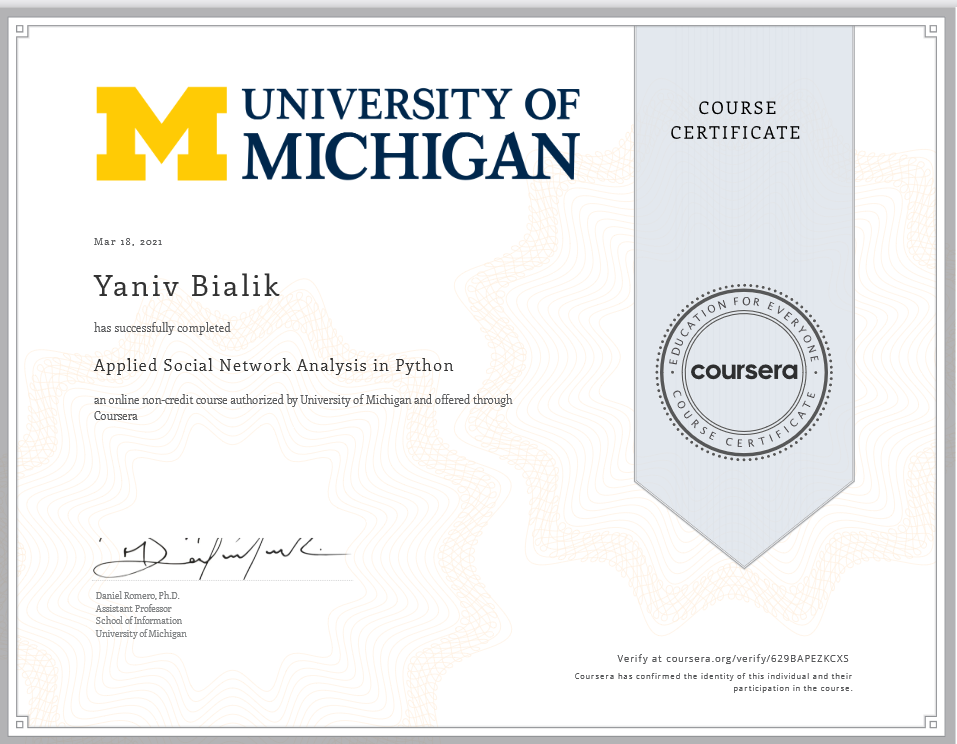 UNIVERSITY OF
MICHIGAN
COURSE
CERTIFICATE
Mar 18, 2021
Yaniv Bialik
has successfully completed
Applied Social Network Analysis in Python
an online non-credit course authorized by University of Michigan and offered through
Coursera
EDUCATION FOR EVERYONE
coursera
COURSE CERTIFICATE
Daniel Romero, Ph.D.
Assistant Professor
School of Information
University of Michigan
Verify at coursera.org/verify/629BAPEZKCXS
Coursera has confirmed the identity of this individual and their
participation in the course.